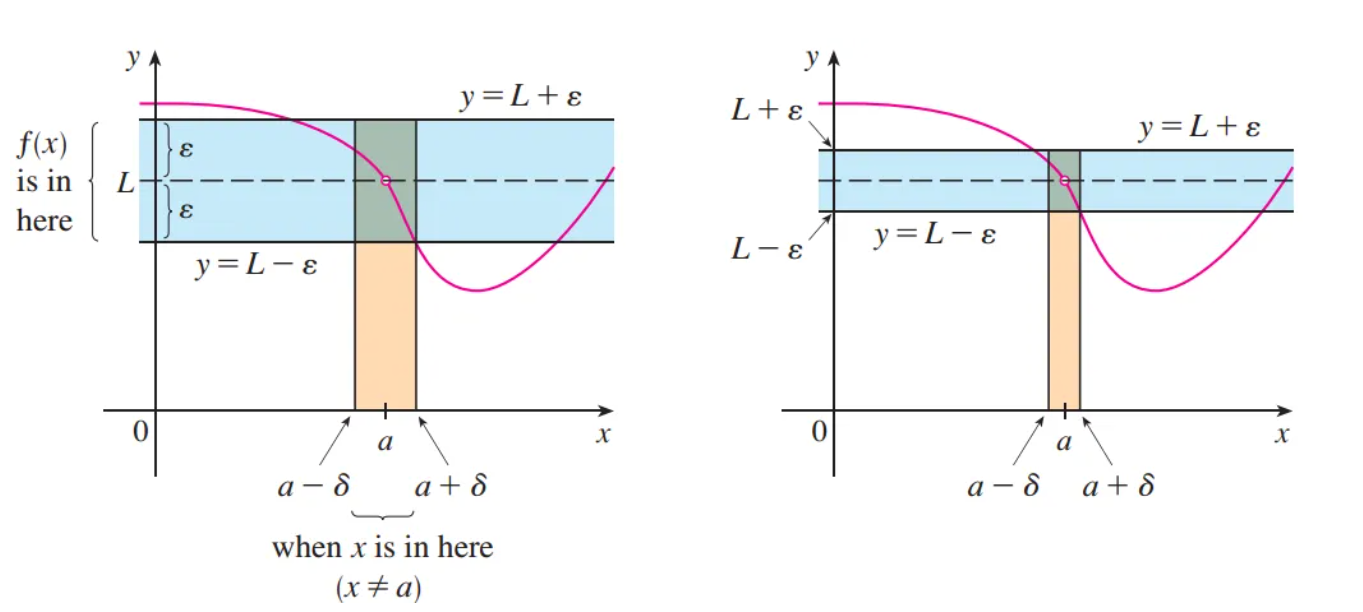 y
y = L + ε
f(x)
is in
here
ε
L
ε
y = L − ε
0
a
x
a − δ
a + δ
when x is in here
(x ≠ a)
y
L + ε
y = L + ε
L − ε
y = L − ε
0
a
x
a − δ
a + δ